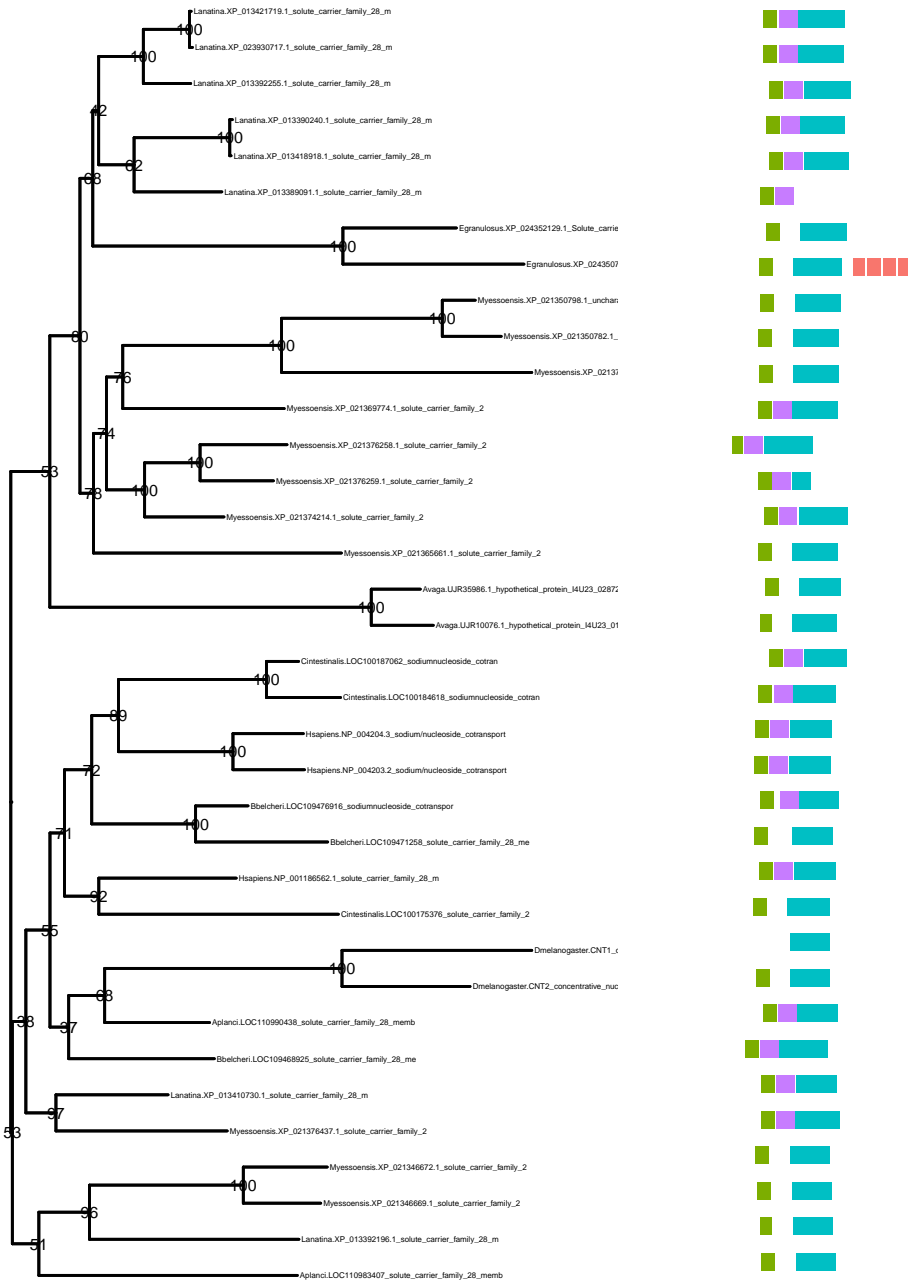 Lanatina.XP_013421719.1_solute_carrier_family_28_m
100
Lanatina.XP_023930717.1_solute_carrier_family_28_m
100
Lanatina.XP_013392255.1_solute_carrier_family_28_m
42
Lanatina.XP_013390240.1_solute_carrier_family_28_m
100
Lanatina.XP_013418918.1_solute_carrier_family_28_m
62
68
Lanatina.XP_013389091.1_solute_carrier_family_28_m
Egranulosus.XP_024352129.1_Solute_carrie
100
Egranulosus.XP_0243507
Myessoensis.XP_021350798.1_unchara
100
80
Myessoensis.XP_021350782.1_
100
Myessoensis.XP_02137
76
Myessoensis.XP_021369774.1_solute_carrier_family_2
74
Myessoensis.XP_021376258.1_solute_carrier_family_2
100
53
Myessoensis.XP_021376259.1_solute_carrier_family_2
78
100
Myessoensis.XP_021374214.1_solute_carrier_family_2
Myessoensis.XP_021365661.1_solute_carrier_family_2
Avaga.UJR35986.1_hypothetical_protein_I4U23_02872
100
Avaga.UJR10076.1_hypothetical_protein_I4U23_01
Cintestinalis.LOC100187062_sodiumnucleoside_cotran
100
Cintestinalis.LOC100184618_sodiumnucleoside_cotran
89
Hsapiens.NP_004204.3_sodium/nucleoside_cotransport
100
Hsapiens.NP_004203.2_sodium/nucleoside_cotransport
72
Bbelcheri.LOC109476916_sodiumnucleoside_cotranspor
100
71
Bbelcheri.LOC109471258_solute_carrier_family_28_me
Hsapiens.NP_001186562.1_solute_carrier_family_28_m
92
Cintestinalis.LOC100175376_solute_carrier_family_2
55
Dmelanogaster.CNT1_c
100
Dmelanogaster.CNT2_concentrative_nuc
68
Aplanci.LOC110990438_solute_carrier_family_28_memb
38
37
Bbelcheri.LOC109468925_solute_carrier_family_28_me
Lanatina.XP_013410730.1_solute_carrier_family_28_m
97
Myessoensis.XP_021376437.1_solute_carrier_family_2
53
Myessoensis.XP_021346672.1_solute_carrier_family_2
100
Myessoensis.XP_021346669.1_solute_carrier_family_2
96
Lanatina.XP_013392196.1_solute_carrier_family_28_m
51
Aplanci.LOC110983407_solute_carrier_family_28_memb